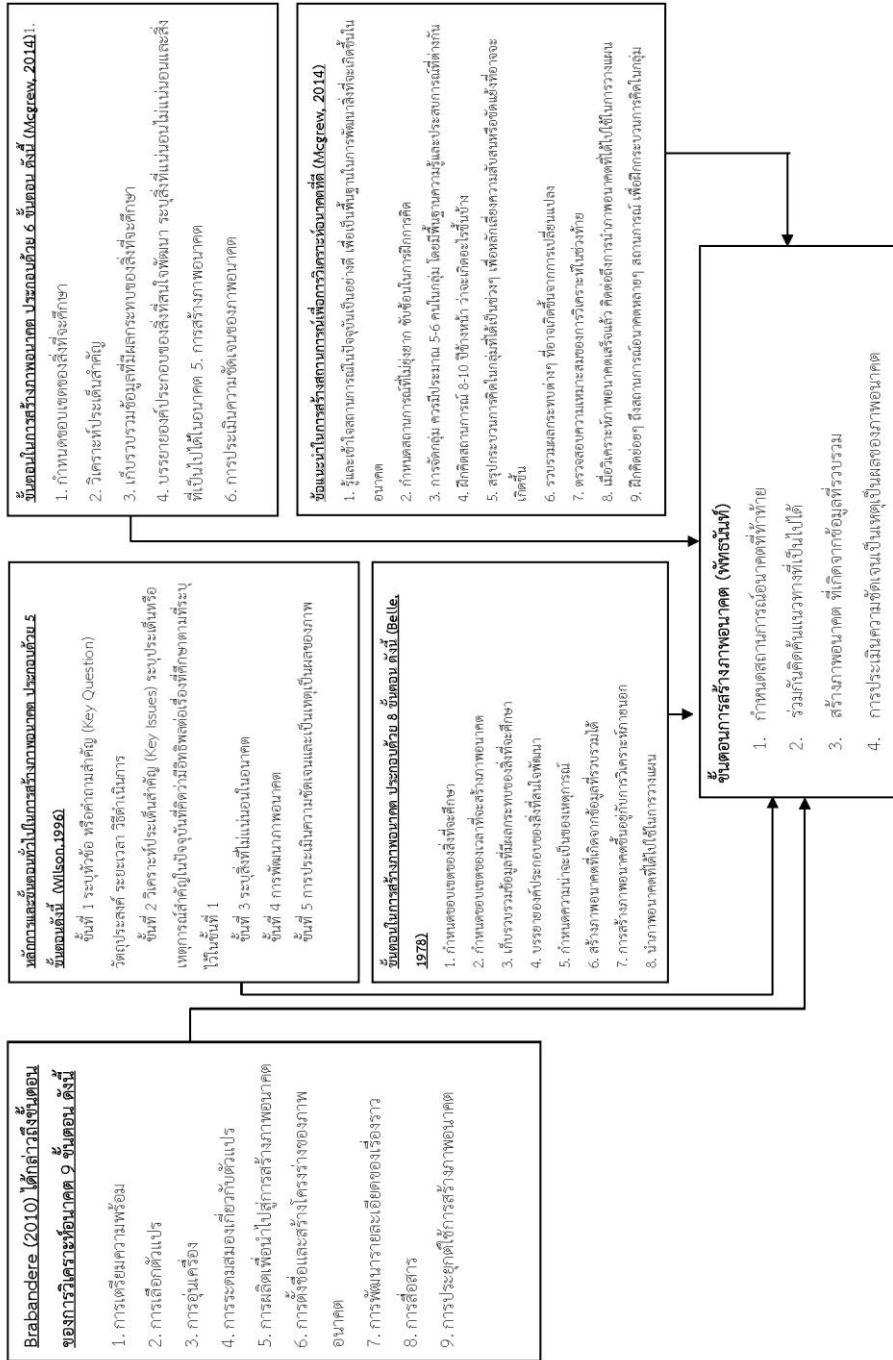 Brabandere (2010) ได้กล่าวถึงขั้นตอน
ของการวิเคราะห์อนาคต 9 ขั้นตอน ดังนี้
1. การเตรียมความพร้อม
2. การเลือกตัวแปร
3. การอุ่นเครื่อง
4. การระดมสมองเกี่ยวกับตัวแปร
5. การผลิตเพื่อนำไปสู่การสร้างภาพอนาคต
6. การตั้งชื่อและสร้างโครงร่างของภาพ
อนาคต
7. การพัฒนารายละเอียดของเรื่องราว
8. การสื่อสาร
9. การประยุกต์ใช้การสร้างภาพอนาคต
หลักการและขั้นตอนทั่วไปในการสร้างภาพอนาคต ประกอบด้วย 5
ขั้นตอนดังนี้ (Wilson,1996)
ขั้นที่ 1 ระบุหัวข้อ หรือคำถามสำคัญ (Key Question)
วัตถุประสงค์ ระยะเวลา วิธีดำเนินการ
ขั้นที่ 2 วิเคราะห์ประเด็นสำคัญ (Key Issues) ระบุประเด็นหรือ
เหตุการณ์สำคัญในปัจจุบันที่คิดว่ามีอิทธิพลต่อเรื่องที่ศึกษาตามที่ระบุ
ไว้ในขั้นที่ 1
ขั้นที่ 3 ระบุสิ่งที่ไม่แน่นอนในอนาคต
ขั้นที่ 4 การพัฒนาภาพอนาคต
ขั้นที่ 5 การประเมินความชัดเจนและเป็นเหตุเป็นผลของภาพ
ขั้นตอนในการสร้างภาพอนาคต ประกอบด้วย 8 ขั้นตอน ดังนี้ (Belle,
1978)
1. กำหนดขอบเขตของสิ่งที่จะศึกษา
2. กำหนดขอบเขตของเวลาที่จะสร้างภาพอนาคต
3. เก็บรวบรวมข้อมูลที่มีผลกระทบของสิ่งที่จะศึกษา
4. บรรยายองค์ประกอบของสิ่งที่สนใจพัฒนา
5. กำหนดความน่าจะเป็นของเหตุการณ์
6. สร้างภาพอนาคตที่เกิดจากข้อมูลที่รวบรวมได้
7. การสร้างภาพอนาคตขึ้นอยู่กับการวิเคราะห์ภายนอก
8. นำภาพอนาคตที่ได้ไปใช้ในการวางแผน
ขั้นตอนในการสร้างภาพอนาคต ประกอบด้วย 6 ขั้นตอน ดังนี้ (Mcgrew, 2014)1.
1. กำหนดขอบเขตของสิ่งที่จะศึกษา
2. วิเคราะห์ประเด็นสำคัญ
3. เก็บรวบรวมข้อมูลที่มีผลกระทบของสิ่งที่จะศึกษา
4. บรรยายองค์ประกอบของสิ่งที่สนใจพัฒนา ระบุสิ่งที่แน่นอนไม่แน่นอนและสิ่ง
ที่เป็นไปได้ในอนาคต 5. การสร้างภาพอนาคต
6. การประเมินความชัดเจนของภาพอนาคต
ข้อแนะนำในการสร้างสถานการณ์เพื่อการวิเคราะห์อนาคตที่ดี (Mcgrew, 2014)
1. รู้และเข้าใจสถานการณ์ในปัจจุบันเป็นอย่างดี เพื่อเป็นพื้นฐานในการพัฒนาสิ่งที่จะเกิดขึ้นใน
อนาคต
2. กำหนดสถานการณ์ที่ไม่ยุ่งยาก ซับซ้อนในการฝึกการคิด
3. การจัดกลุ่ม ควรมีประมาณ 5-6 คนในกลุ่ม โดยมีพื้นฐานความรู้และประสบการณ์ที่ต่างกัน
4. ฝึกคิดสถานการณ์ 8-10 ปีข้างหน้า ว่าจะเกิดอะไรขึ้นบ้าง
5. สรุปกระบวนการคิดในกลุ่มที่ได้เป็นช่วงๆ เพื่อหลีกเลี่ยงความสับสนหรือขัดแย้งที่อาจจะ
เกิดขึ้น
6. รวบรวมผลกระทบต่างๆ ที่อาจเกิดขึ้นจากการเปลี่ยนแปลง
7. ตรวจสอบความเหมาะสมของการวิเคราะห์ในช่วงท้าย
8. เมื่อวิเคราะห์ภาพอนาคตเสร็จแล้ว คิดต่อถึงการนำภาพอนาคตที่ได้ไปใช้ในการวางแผน
9. ฝึกคิดย่อยๆ ถึงสถานการณ์อนาคตหลายๆ สถานการณ์ เพื่อฝึกกระบวนการคิดในกลุ่ม
ขั้นตอนการสร้างภาพอนาคต (พัทธนันท์)
1. กำหนดสถานการณ์อนาคตที่ท้าทาย
2. ร่วมกันคิดค้นแนวทางที่เป็นไปได้
3. สร้างภาพอนาคต ที่เกิดจากข้อมูลที่รวบรวม
4. การประเมินความชัดเจนเป็นเหตุเป็นผลของภาพอนาคต